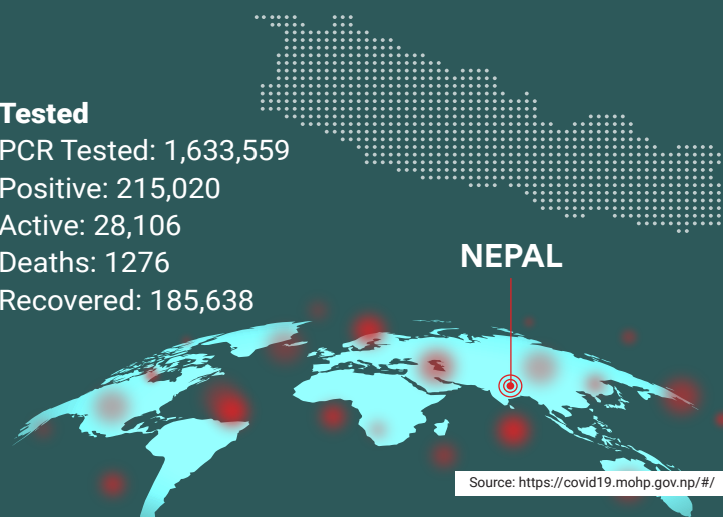 Tested
PCR Tested: 1,633,559
Positive: 215,020
Active: 28,106
Deaths: 1276
Recovered: 185,638
NEPAL
Source: https://covid19.mohp.gov.np/#/